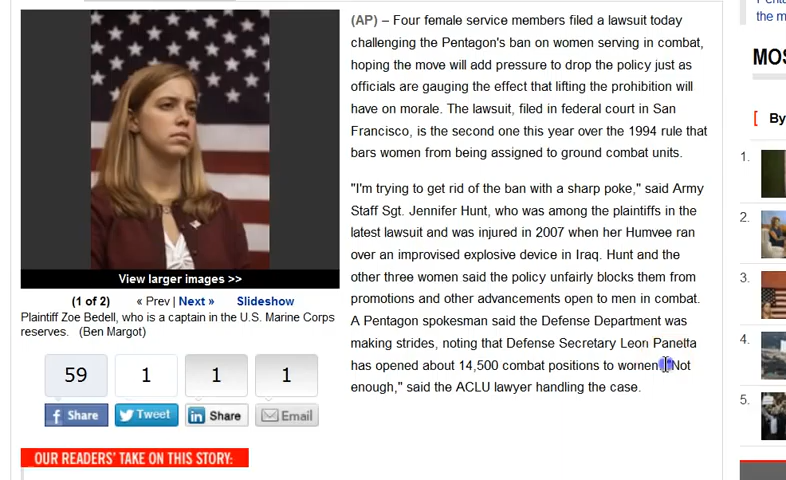 (AP) – Four female service members filed a lawsuit today
challenging the Pentagon's ban on women serving in combat,
hoping the move will add pressure to drop the policy just as
officials are gauging the effect that lifting the prohibition will
have on morale. The lawsuit, filed in federal court in San
Francisco, is the second one this year over the 1994 rule that
bars women from being assigned to ground combat units.
"I'm trying to get rid of the ban with a sharp poke," said Army
Staff Sgt. Jennifer Hunt, who was among the plaintiffs in the
latest lawsuit and was injured in 2007 when her Humvee ran
over an improvised explosive device in Iraq. Hunt and the
other three women said the policy unfairly blocks them from
promotions and other advancements open to men in combat.
A Pentagon spokesman said the Defense Department was
making strides, noting that Defense Secretary Leon Panetta
has opened about 14,500 combat positions to women. "Not
enough," said the ACLU lawyer handling the case.
View larger images >>
(1 of 2) « Prev | Next » Slideshow
Plaintiff Zoe Bedell, who is a captain in the U.S. Marine Corps
reserves. (Ben Margot)
59 1 1 1
Share Tweet Share Email
OUR READERS' TAKE ON THIS STORY:
the m
MOS
[ By
1.
2.
3.
4.
5.